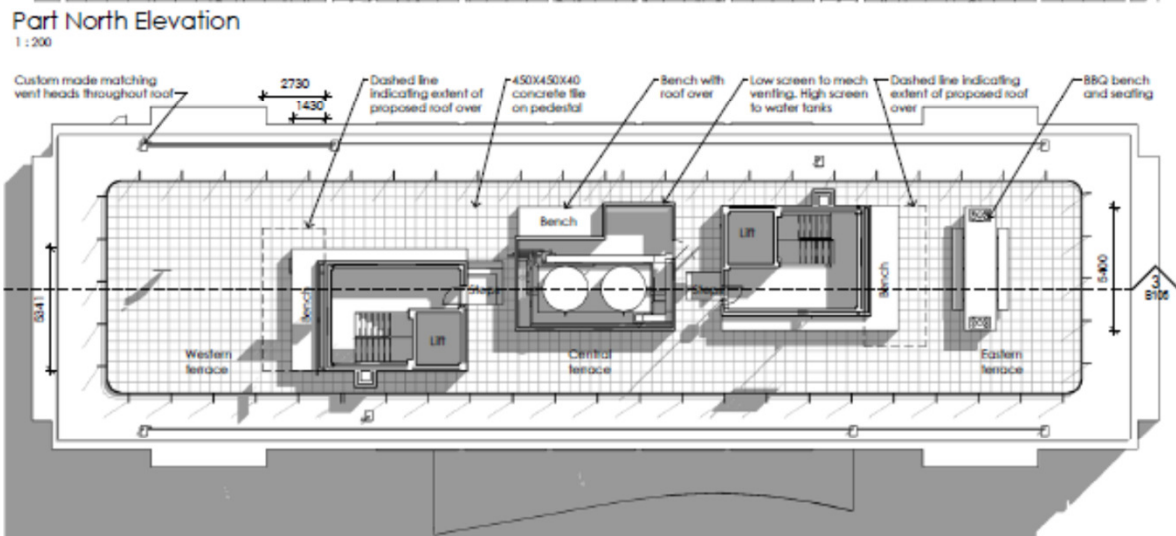 Part North Elevation
1 : 200
Custom made matching
vent heads throughout roof
2730
1430
Dashed line
indicating extent of
proposed roof over
450X450X40
concrete tile
on pedestal
Bench with
roof over
Low screen to mech
venting. High screen
to water tanks
Dashed line indicating
extent of proposed roof
over
BBQ bench
and seating
Bench
Lift
5341
Bench
Bench
5400
3
B105
Lift
Western
terrace
Central
terrace
Eastern
terrace